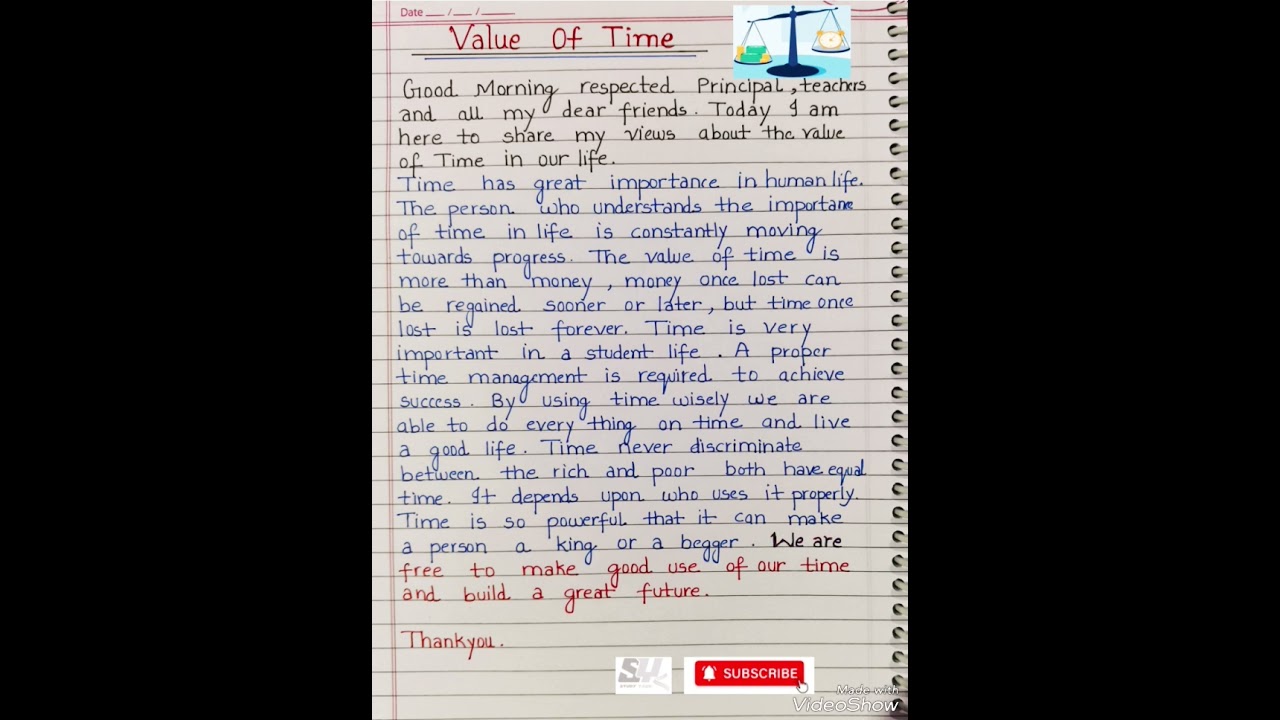 Date __/__/__
Value Of Time
Good Morning respected Principal, teachers
and all my dear friends. Today I am
here to share my views about the value
of Time in our life.
Time has great importance in human life.
The person who understands the importane
of time in life is constantly moving
towards progress. The value of time is
more than money, money once lost can
be regained sooner or later, but time once
lost is lost forever. Time is very
important in a student life. A proper
time management is required to achieve
success. By using time wisely we are
able to do every thing on time and live
a good life. Time never discriminate
between the rich and poor both have equal
time. It depends upon who uses it properly.
Time is so powerful that it can make
a person a king or a begger. We are
free to make good use of our time
and build a great future.
Thankyou.
SUBSCRIBE
Made with
VideoShow